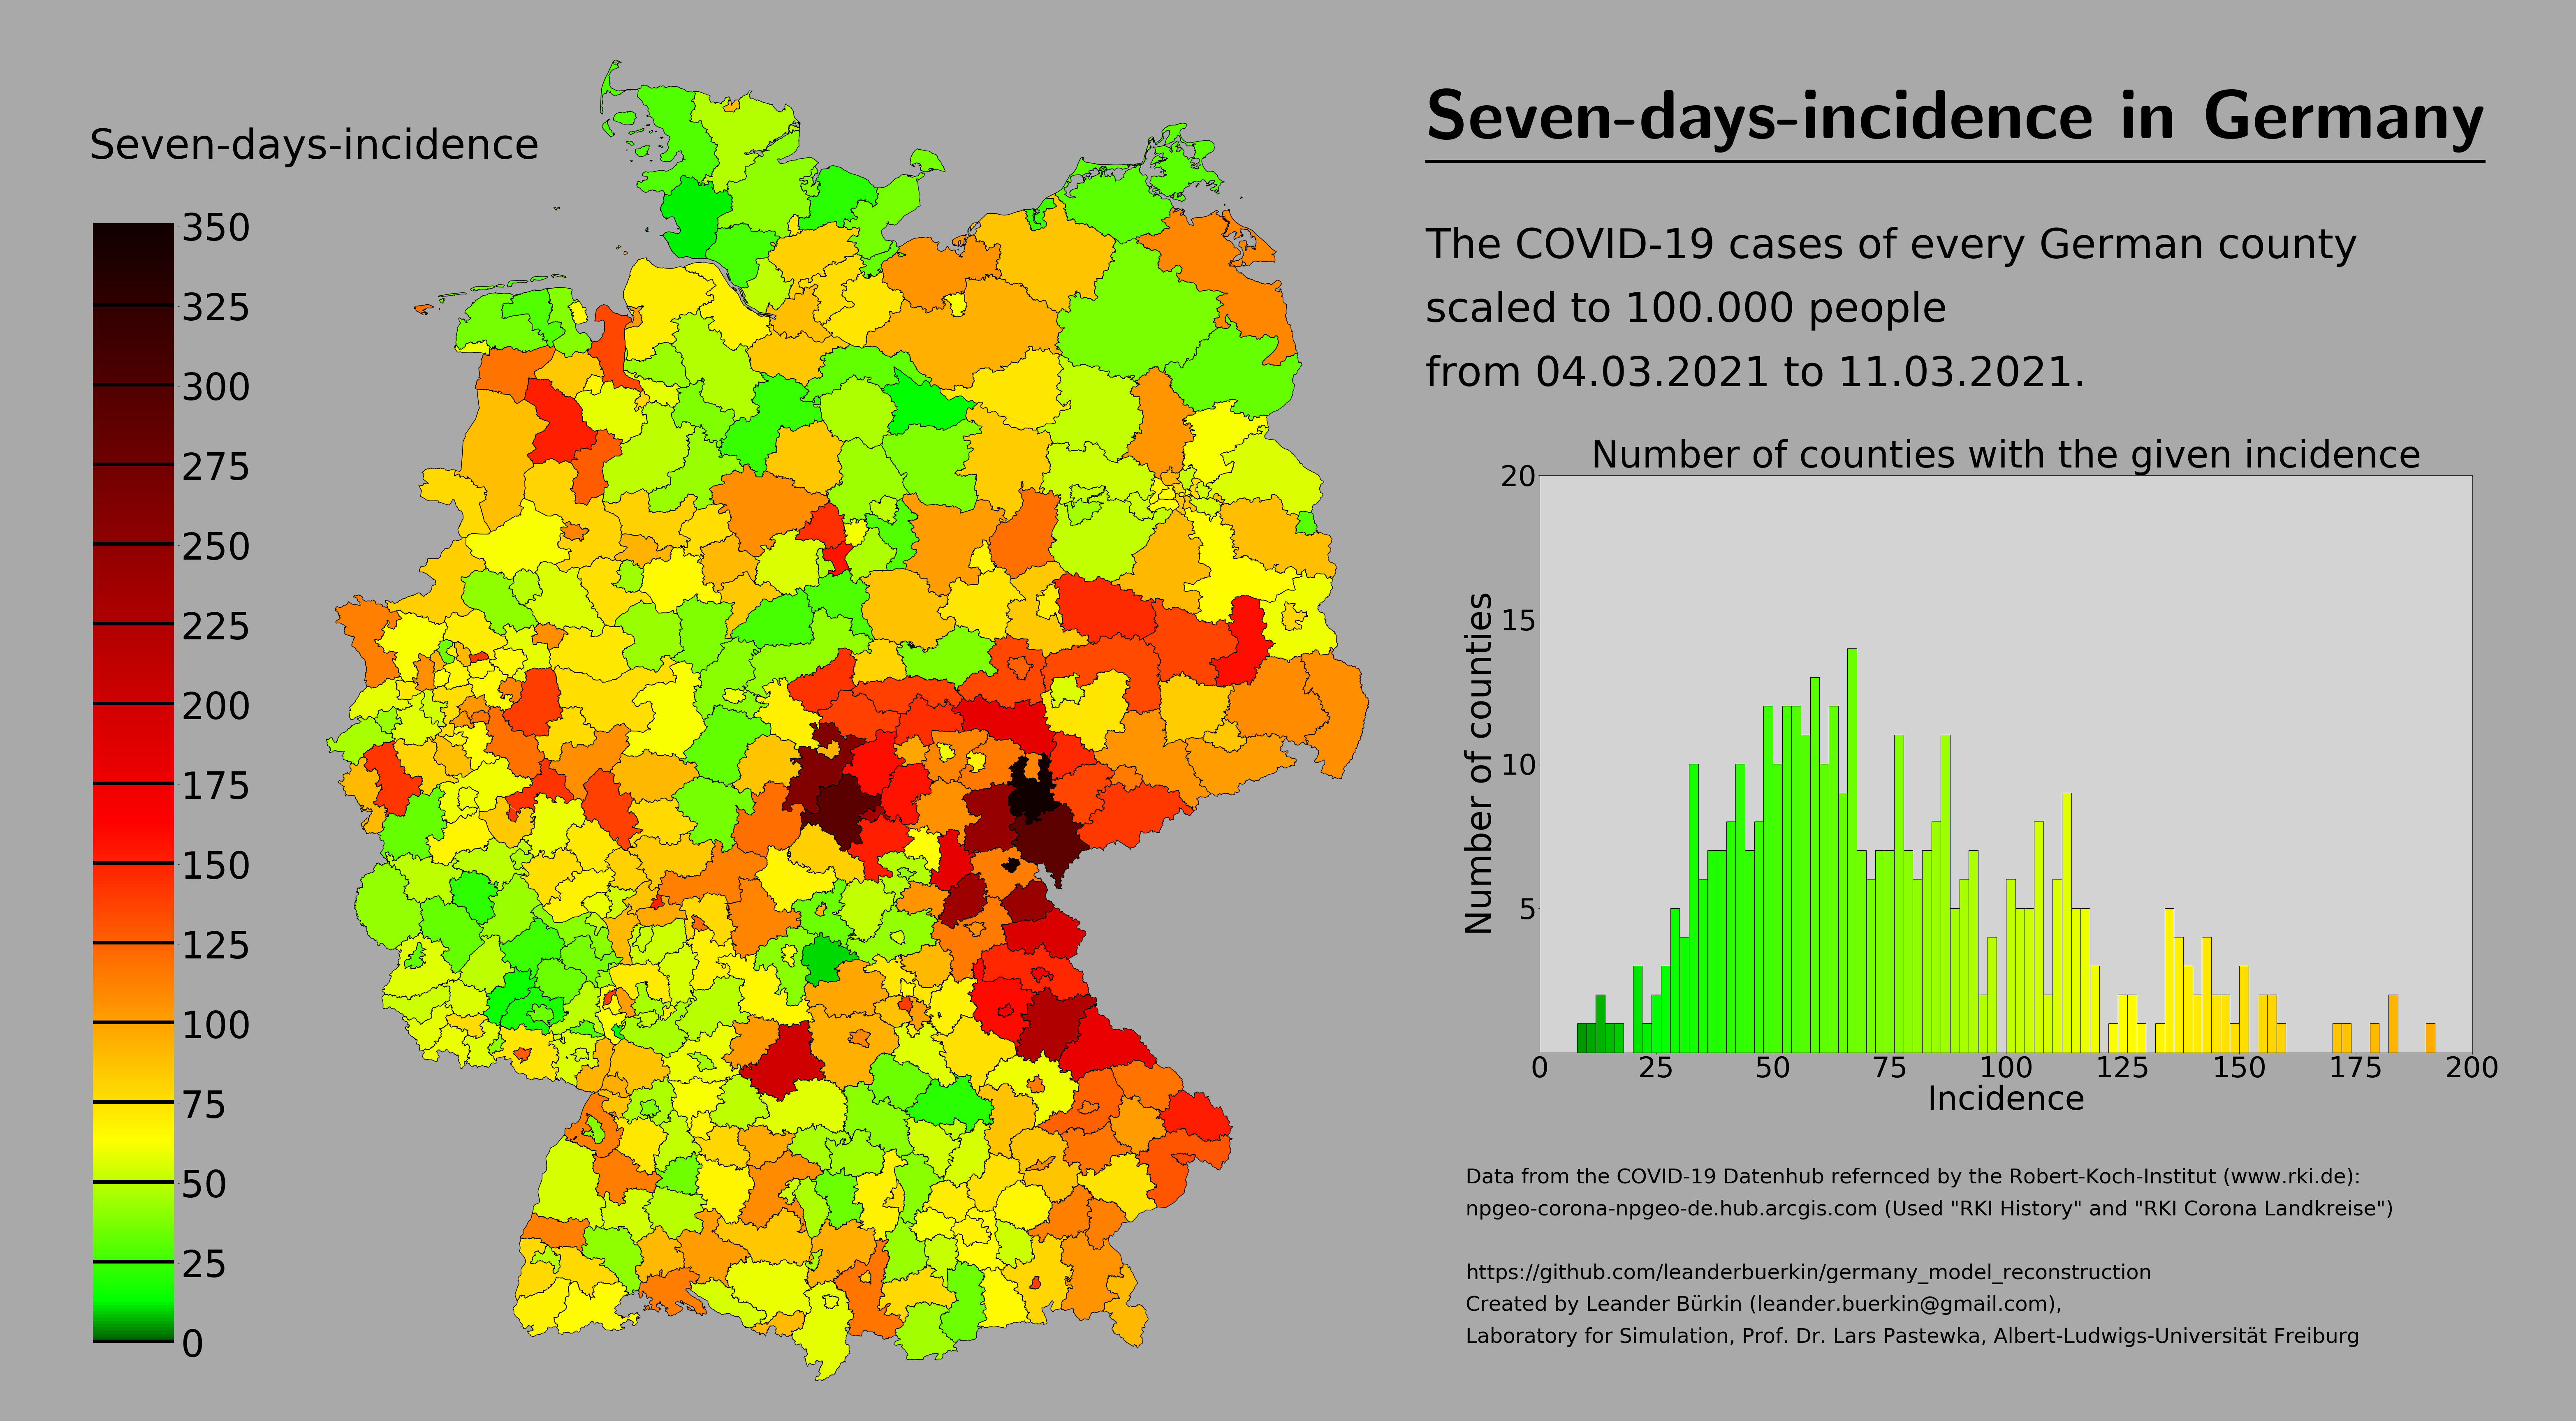 Seven-days-incidence
350
325
300
275
250
225
200
175
150
125
100
75
50
25
0
Seven-days-incidence in Germany
The COVID-19 cases of every German county
scaled to 100.000 people
from 04.03.2021 to 11.03.2021.
Number of counties with the given incidence
20
15
10
5
Number of counties
0 25 50 75 100 125 150 175 200
Incidence
Data from the COVID-19 Datenhub refernced by the Robert-Koch-Institut (www.rki.de):
npgeo-corona-npgeo-de.hub.arcgis.com (Used "RKI History" and "RKI Corona Landkreise")
https://github.com/leanderbuerkin/germany_model_reconstruction
Created by Leander Bürkin (leander.buerkin@gmail.com),
Laboratory for Simulation, Prof. Dr. Lars Pastewka, Albert-Ludwigs-Universität Freiburg